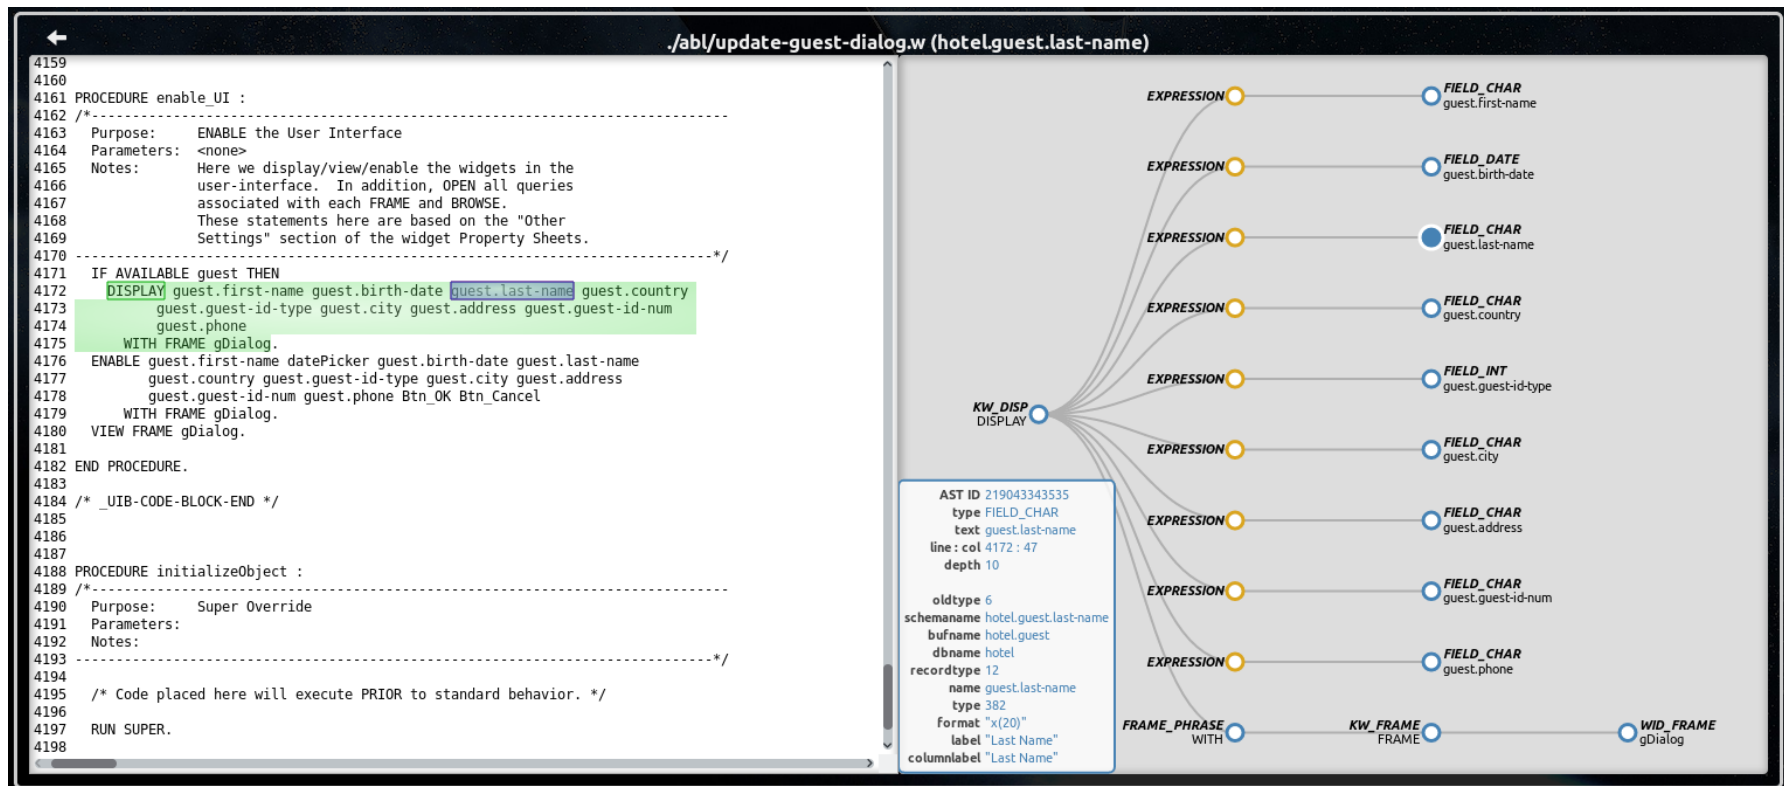 ./abl/update-guest-dialog.w (hotel.guest.last-name)
4159
4160
4161 PROCEDURE enable_UI :
4162 /*------------------------------------------------------------------------------
4163   Purpose:     ENABLE the User Interface
4164   Parameters:  <none>
4165   Notes:       Here we display/view/enable the widgets in the
4166                user-interface.  In addition, OPEN all queries
4167                associated with each FRAME and BROWSE.
4168                These statements here are based on the "Other
4169                Settings" section of the widget Property Sheets.
4170 ------------------------------------------------------------------------------*/
4171   IF AVAILABLE guest THEN
4172     DISPLAY guest.first-name guest.birth-date guest.last-name guest.country
4173           guest.guest-id-type guest.city guest.address guest.guest-id-num
4174           guest.phone
4175       WITH FRAME gDialog.
4176   ENABLE guest.first-name datePicker guest.birth-date guest.last-name
4177          guest.country guest.guest-id-type guest.city guest.address
4178          guest.guest-id-num guest.phone Btn_OK Btn_Cancel
4179       WITH FRAME gDialog.
4180   VIEW FRAME gDialog.
4181
4182 END PROCEDURE.
4183
4184 /* _UIB-CODE-BLOCK-END */
4185
4186
4187
4188 PROCEDURE initializeObject :
4189 /*------------------------------------------------------------------------------
4190   Purpose:     Super Override
4191   Parameters:
4192   Notes:
4193 ------------------------------------------------------------------------------*/
4194
4195   /* Code placed here will execute PRIOR to standard behavior. */
4196
4197   RUN SUPER.
4198
KW_DISP
DISPLAY
EXPRESSION
FIELD_CHAR
guest.first-name
EXPRESSION
FIELD_DATE
guest.birth-date
EXPRESSION
FIELD_CHAR
guest.last-name
EXPRESSION
FIELD_CHAR
guest.country
EXPRESSION
FIELD_INT
guest.guest-id-type
EXPRESSION
FIELD_CHAR
guest.city
EXPRESSION
FIELD_CHAR
guest.address
EXPRESSION
FIELD_CHAR
guest.guest-id-num
EXPRESSION
FIELD_CHAR
guest.phone
FRAME_PHRASE
WITH
KW_FRAME
FRAME
WID_FRAME
gDialog
AST ID 219043343535
type FIELD_CHAR
text guest.last-name
line : col 4172 : 47
depth 10
oldtype 6
schemaname hotel.guest.last-name
bufname hotel.guest
dbname hotel
recordtype 12
name guest.last-name
type 382
format "x(20)"
label "Last Name"
columnlabel "Last Name"